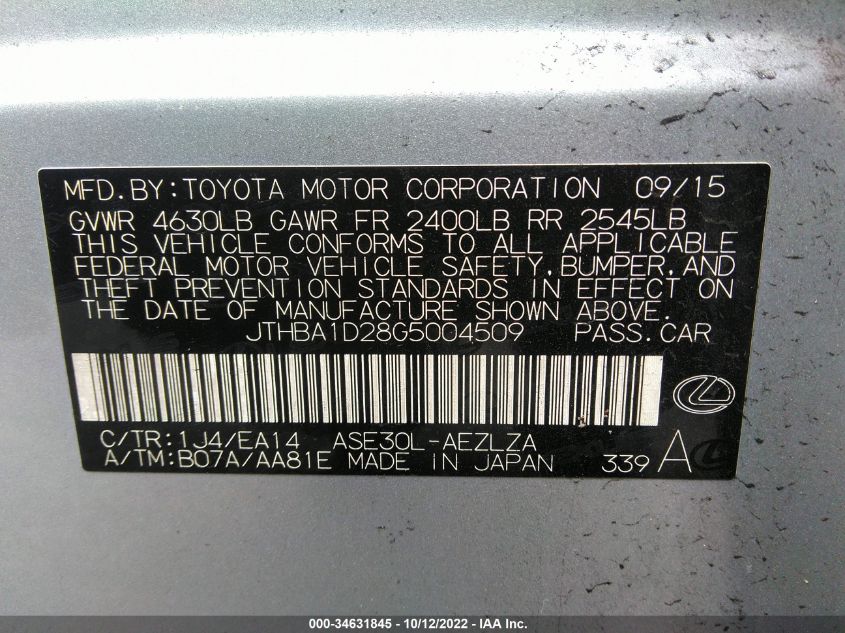 MFD.BY:TOYOTA MOTOR CORPORATION 09/15
GVWR 4630LB GAWR FR 2400LB RR 2545LB
THIS VEHICLE CONFORMS TO ALL APPLICABLE
FEDERAL MOTOR VEHICLE SAFETY,BUMPER,AND
THEFT PREVENTION STANDARDS IN EFFECT ON
THE DATE OF MANUFACTURE SHOWN ABOVE.
JTHBA1D28G5004509 PASS.CAR
C/TR:1J4/EA14 ASE30L-AEZLZA
A/TM:B07A/AA81E MADE IN JAPAN 339 A
000-34631845 - 10/12/2022 - IAA Inc.